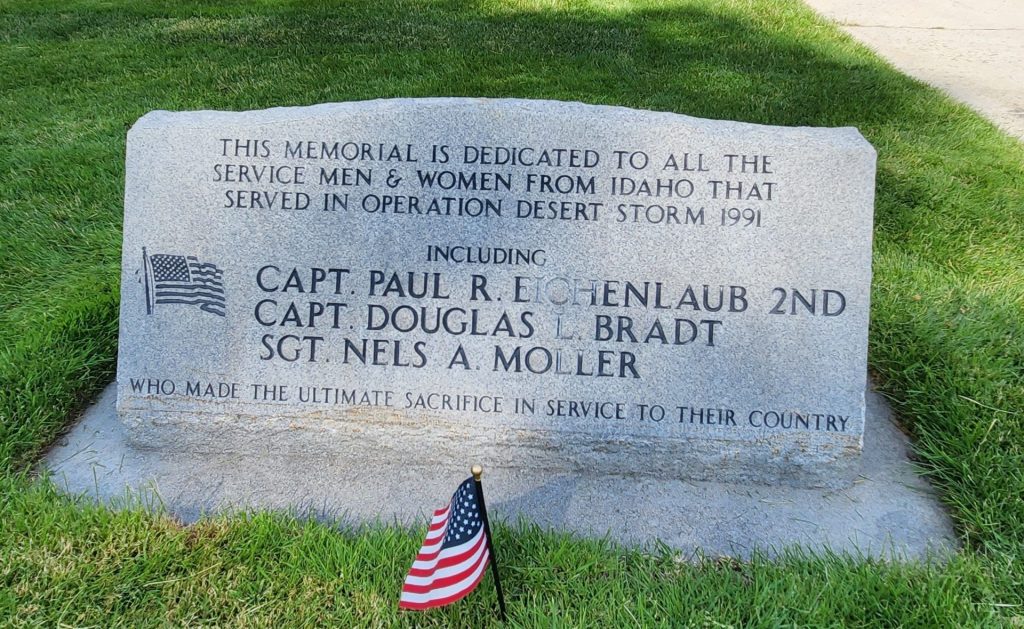 THIS MEMORIAL IS DEDICATED TO ALL THE
SERVICE MEN & WOMEN FROM IDAHO THAT
SERVED IN OPERATION DESERT STORM 1991
INCLUDING
CAPT. PAUL R. EICHENLAUB 2ND
CAPT. DOUGLAS L. BRADT
SGT. NELS A. MOLLER
WHO MADE THE ULTIMATE SACRIFICE IN SERVICE TO THEIR COUNTRY